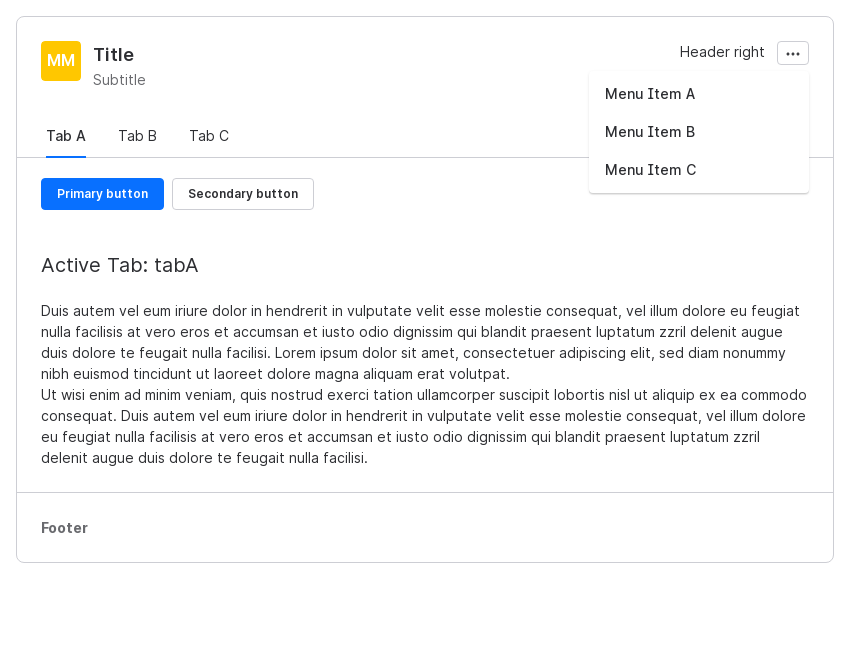 MM
Title
Subtitle
Header right
Menu Item A
Menu Item B
Menu Item C
Tab A
Tab B
Tab C
Primary button
Secondary button
Active Tab: tabA
Duis autem vel eum iriure dolor in hendrerit in vulputate velit esse molestie consequat, vel illum dolore eu feugiat
nulla facilisis at vero eros et accumsan et iusto odio dignissim qui blandit praesent luptatum zzril delenit augue
duis dolore te feugait nulla facilisi. Lorem ipsum dolor sit amet, consectetuer adipiscing elit, sed diam nonummy
nibh euismod tincidunt ut laoreet dolore magna aliquam erat volutpat.
Ut wisi enim ad minim veniam, quis nostrud exerci tation ullamcorper suscipit lobortis nisl ut aliquip ex ea commodo
consequat. Duis autem vel eum iriure dolor in hendrerit in vulputate velit esse molestie consequat, vel illum dolore
eu feugiat nulla facilisis at vero eros et accumsan et iusto odio dignissim qui blandit praesent luptatum zzril
delenit augue duis dolore te feugait nulla facilisi.
Footer